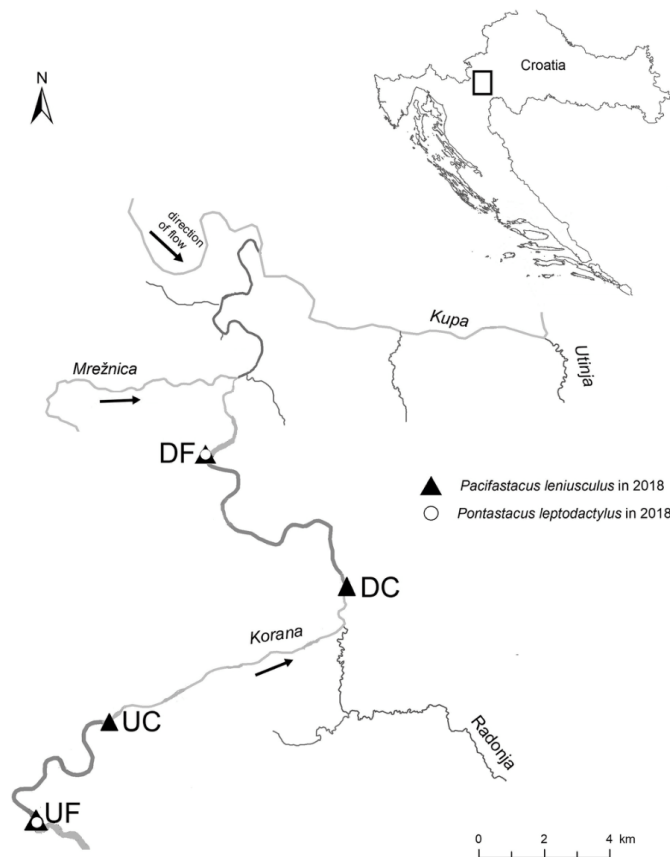 N
Croatia
direction
of flow
Kupa
Utinja
Mrežnica
DF
Pacifastacus leniusculus in 2018
Pontastacus leptodactylus in 2018
DC
Korana
UC
Radonja
UF
0 2 4 km